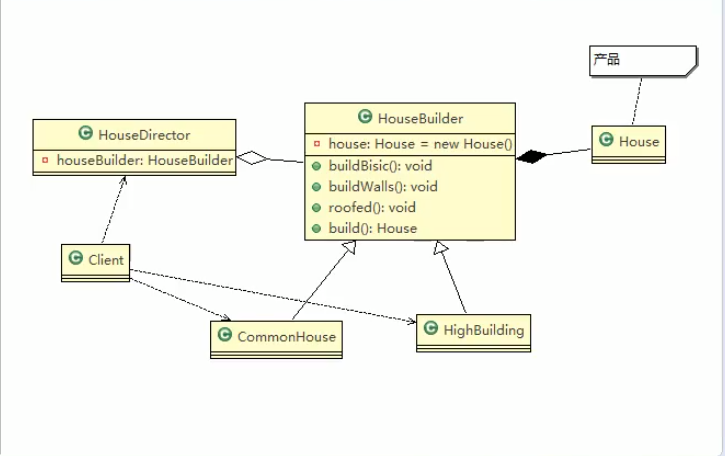 产品
HouseBuilder
HouseDirector
house: House = new House()
House
houseBuilder: HouseBuilder
buildBisic(): void
buildWalls(): void
roofed(): void
build(): House
Client
CommonHouse
HighBuilding